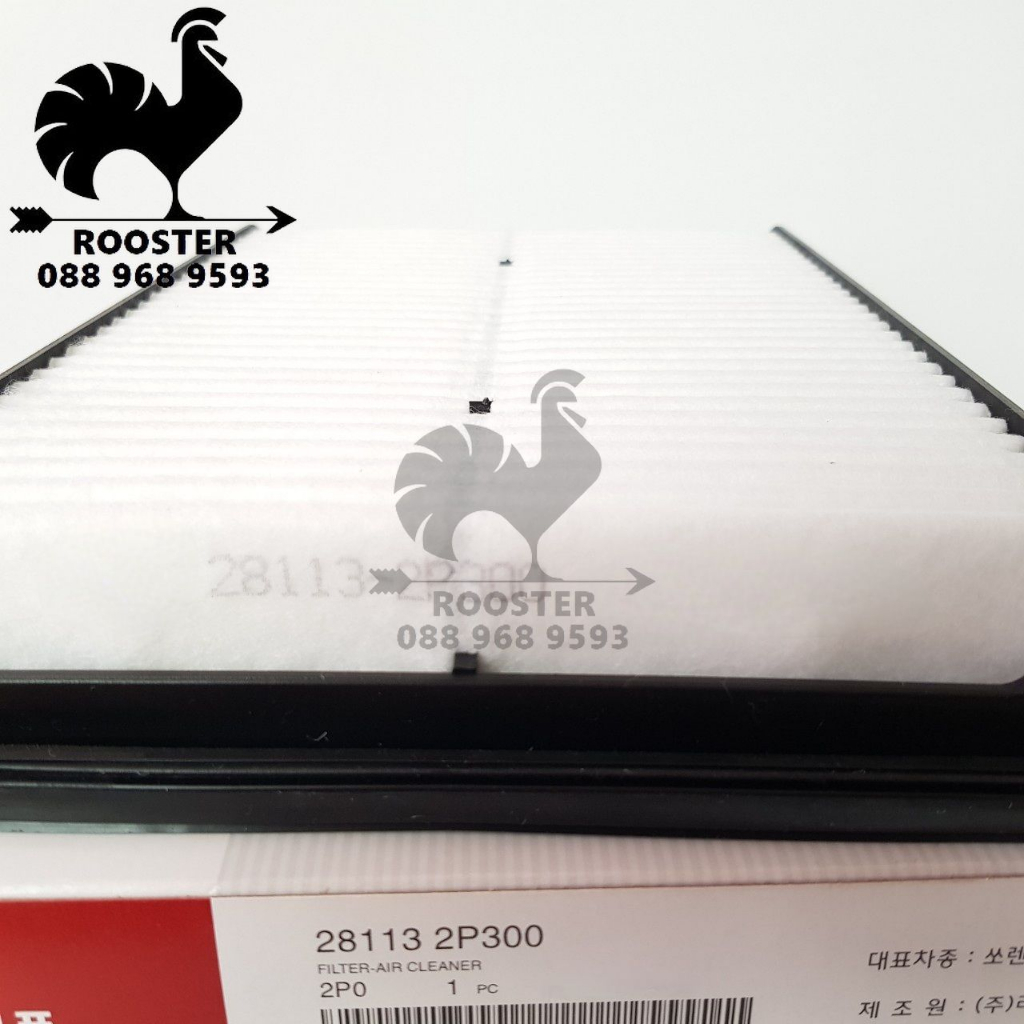 ROOSTER
088 968 9593
28113-2P300
ROOSTER
088 968 9593
28113 2P300
FILTER-AIR CLEANER
2P0 1 PC
대표차종 : 쏘렌
제 조 원 : (주)